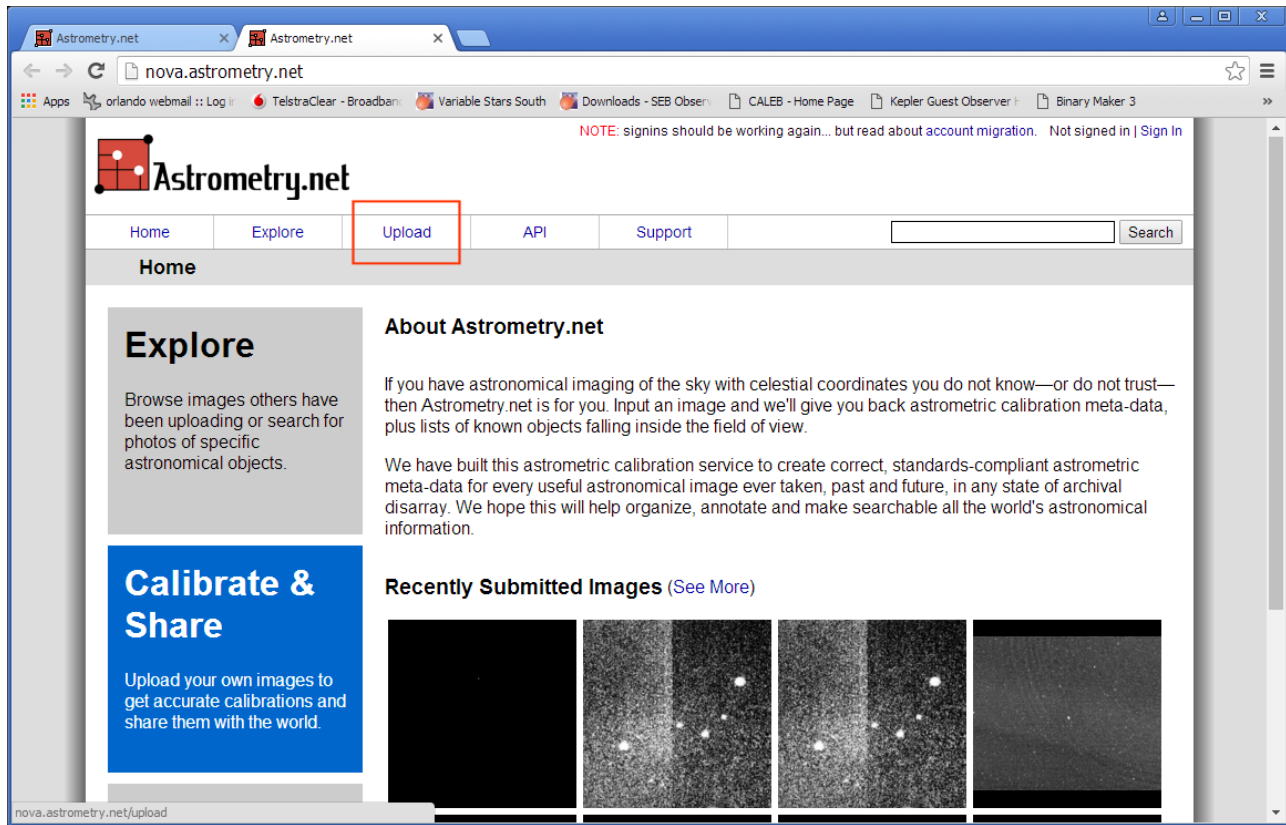 Astrometry.net
Astrometry.net
nova.astrometry.net
Apps
orlando webmail :: Log in
TelstraClear - Broadban
Variable Stars South
Downloads - SEB Observ
CALEB - Home Page
Kepler Guest Observer
Binary Maker 3
»
NOTE: signins should be working again... but read about account migration. Not signed in | Sign In
Astrometry.net
Home
Explore
Upload
API
Support
Search
Home
Explore
Browse images others have
been uploading or search for
photos of specific
astronomical objects.
Calibrate &
Share
Upload your own images to
get accurate calibrations and
share them with the world.
About Astrometry.net
If you have astronomical imaging of the sky with celestial coordinates you do not know—or do not trust—
then Astrometry.net is for you. Input an image and we'll give you back astrometric calibration meta-data,
plus lists of known objects falling inside the field of view.
We have built this astrometric calibration service to create correct, standards-compliant astrometric
meta-data for every useful astronomical image ever taken, past and future, in any state of archival
disarray. We hope this will help organize, annotate and make searchable all the world's astronomical
information.
Recently Submitted Images (See More)
nova.astrometry.net/upload